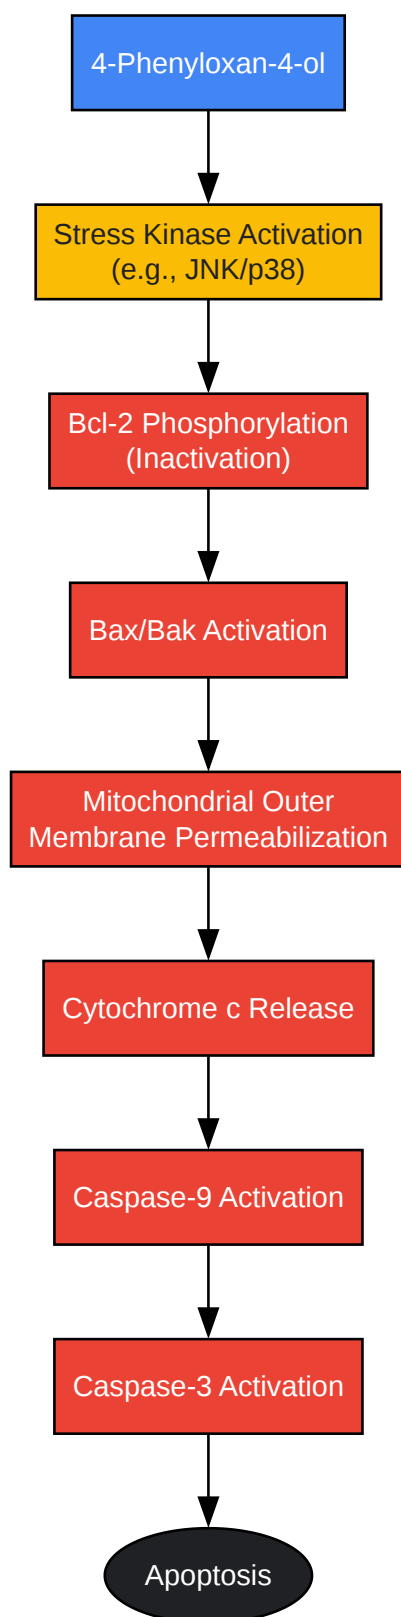 4-Phenyloxan-4-ol
Stress Kinase Activation
(e.g., JNK/p38)
Bcl-2 Phosphorylation
(Inactivation)
Bax/Bak Activation
Mitochondrial Outer
Membrane Permeabilization
Cytochrome c Release
Caspase-9 Activation
Caspase-3 Activation
Apoptosis